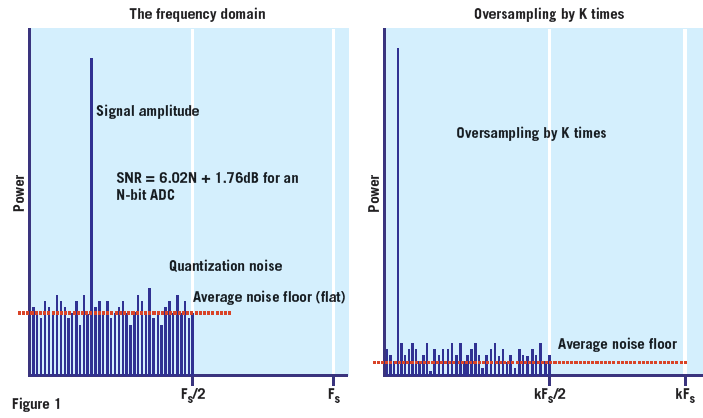 The frequency domain
Power
Signal amplitude
SNR = 6.02N + 1.76dB for an
N-bit ADC
Quantization noise
Average noise floor (flat)
Fs/2
Fs
Figure 1
Oversampling by K times
Power
Oversampling by K times
Average noise floor
kFs/2
kFs